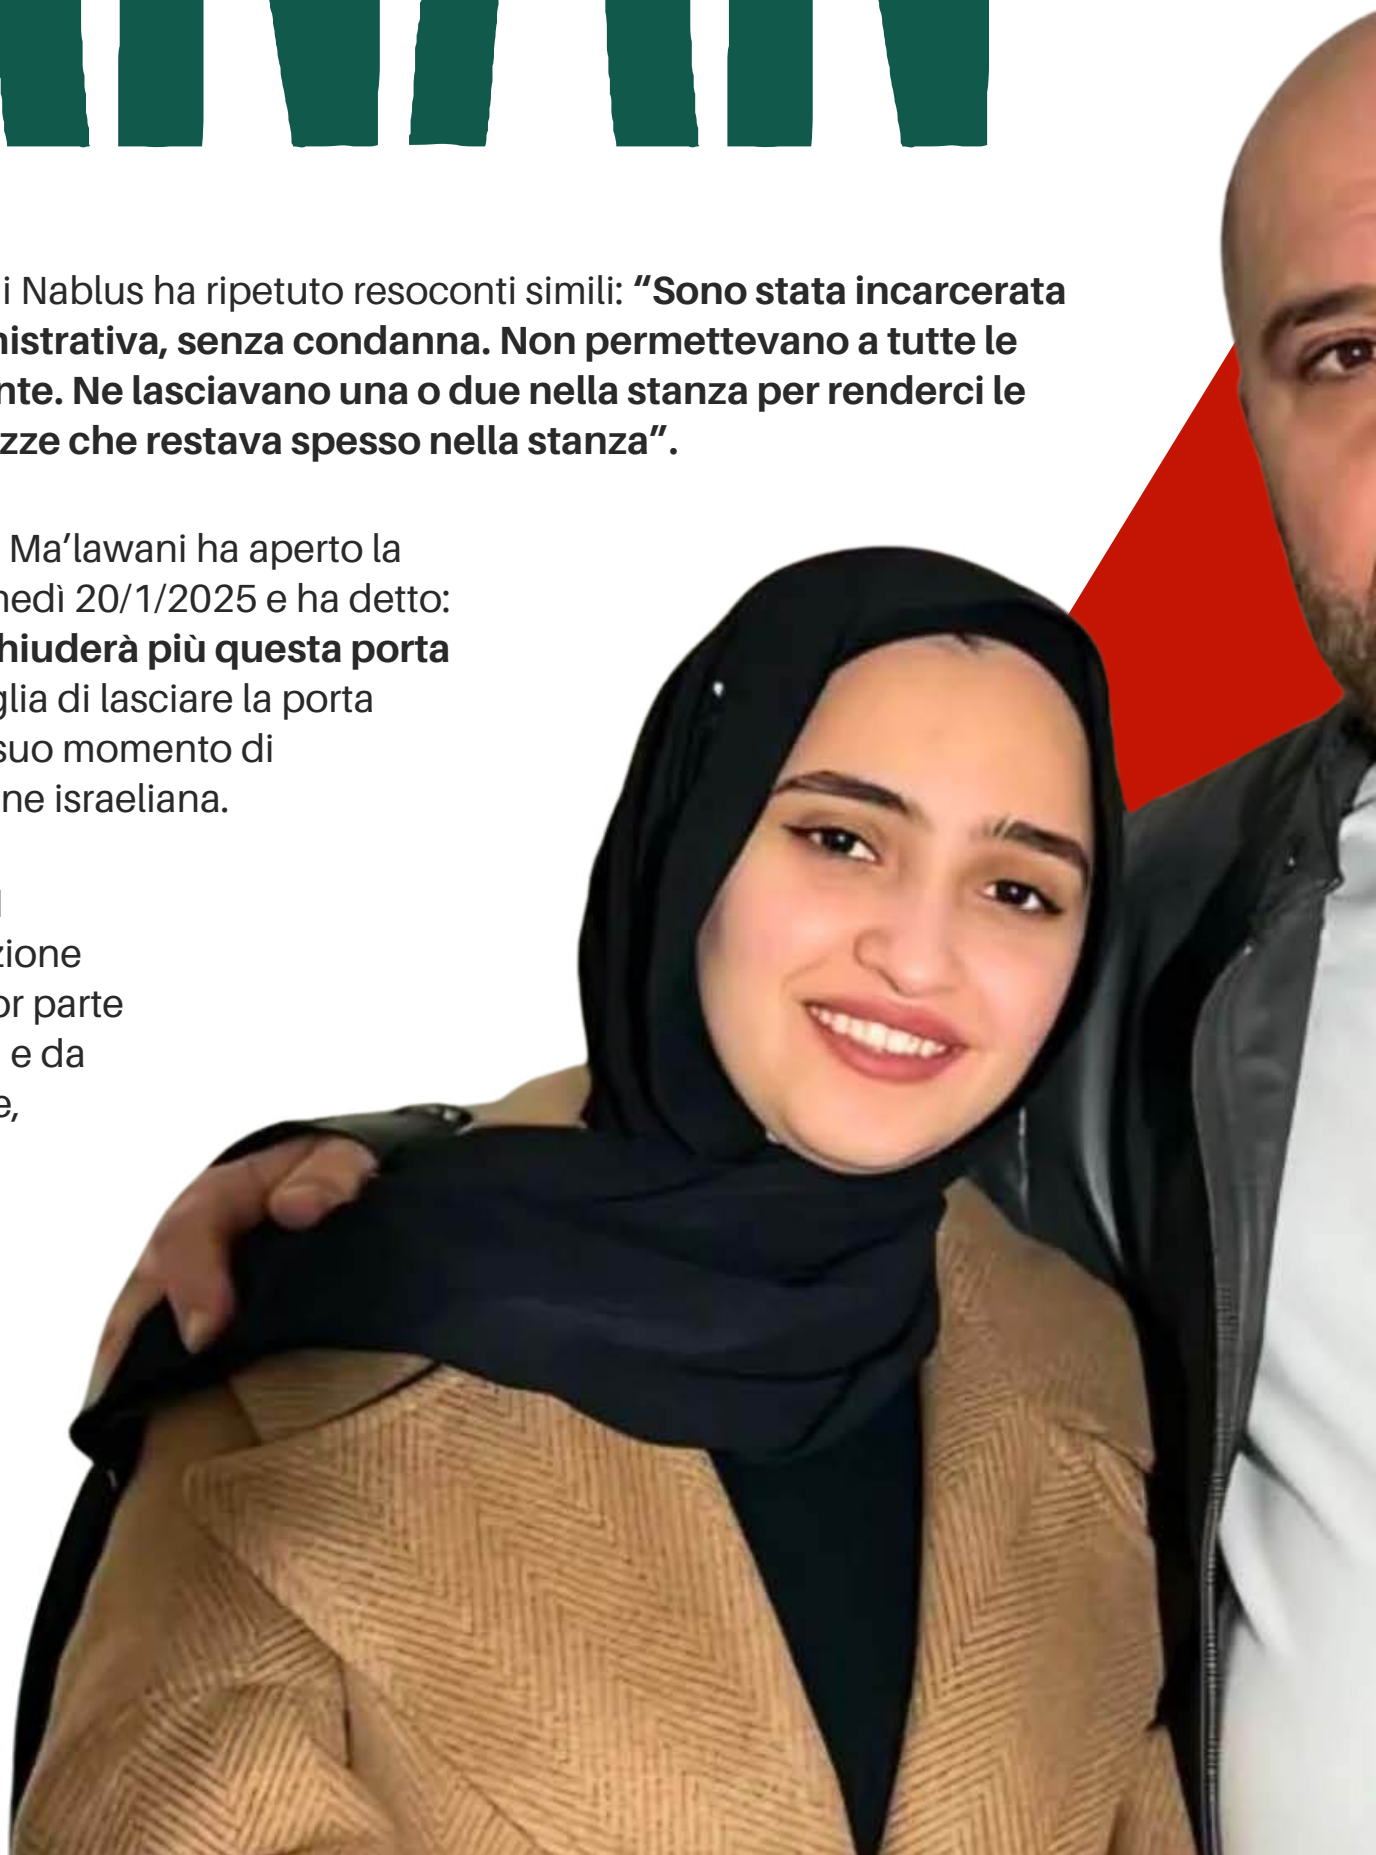 i Nablus ha ripetuto resoconti simili: “Sono stata incarcerata
nistrativa, senza condanna. Non permettevano a tutte le
nte. Ne lasciavano una o due nella stanza per renderci le
zze che restava spesso nella stanza”.
Ma’lawani ha aperto la
nedì 20/1/2025 e ha detto:
hiuderà più questa porta
glia di lasciare la porta
suo momento di
ne israeliana.
zione
or parte
e da
e,